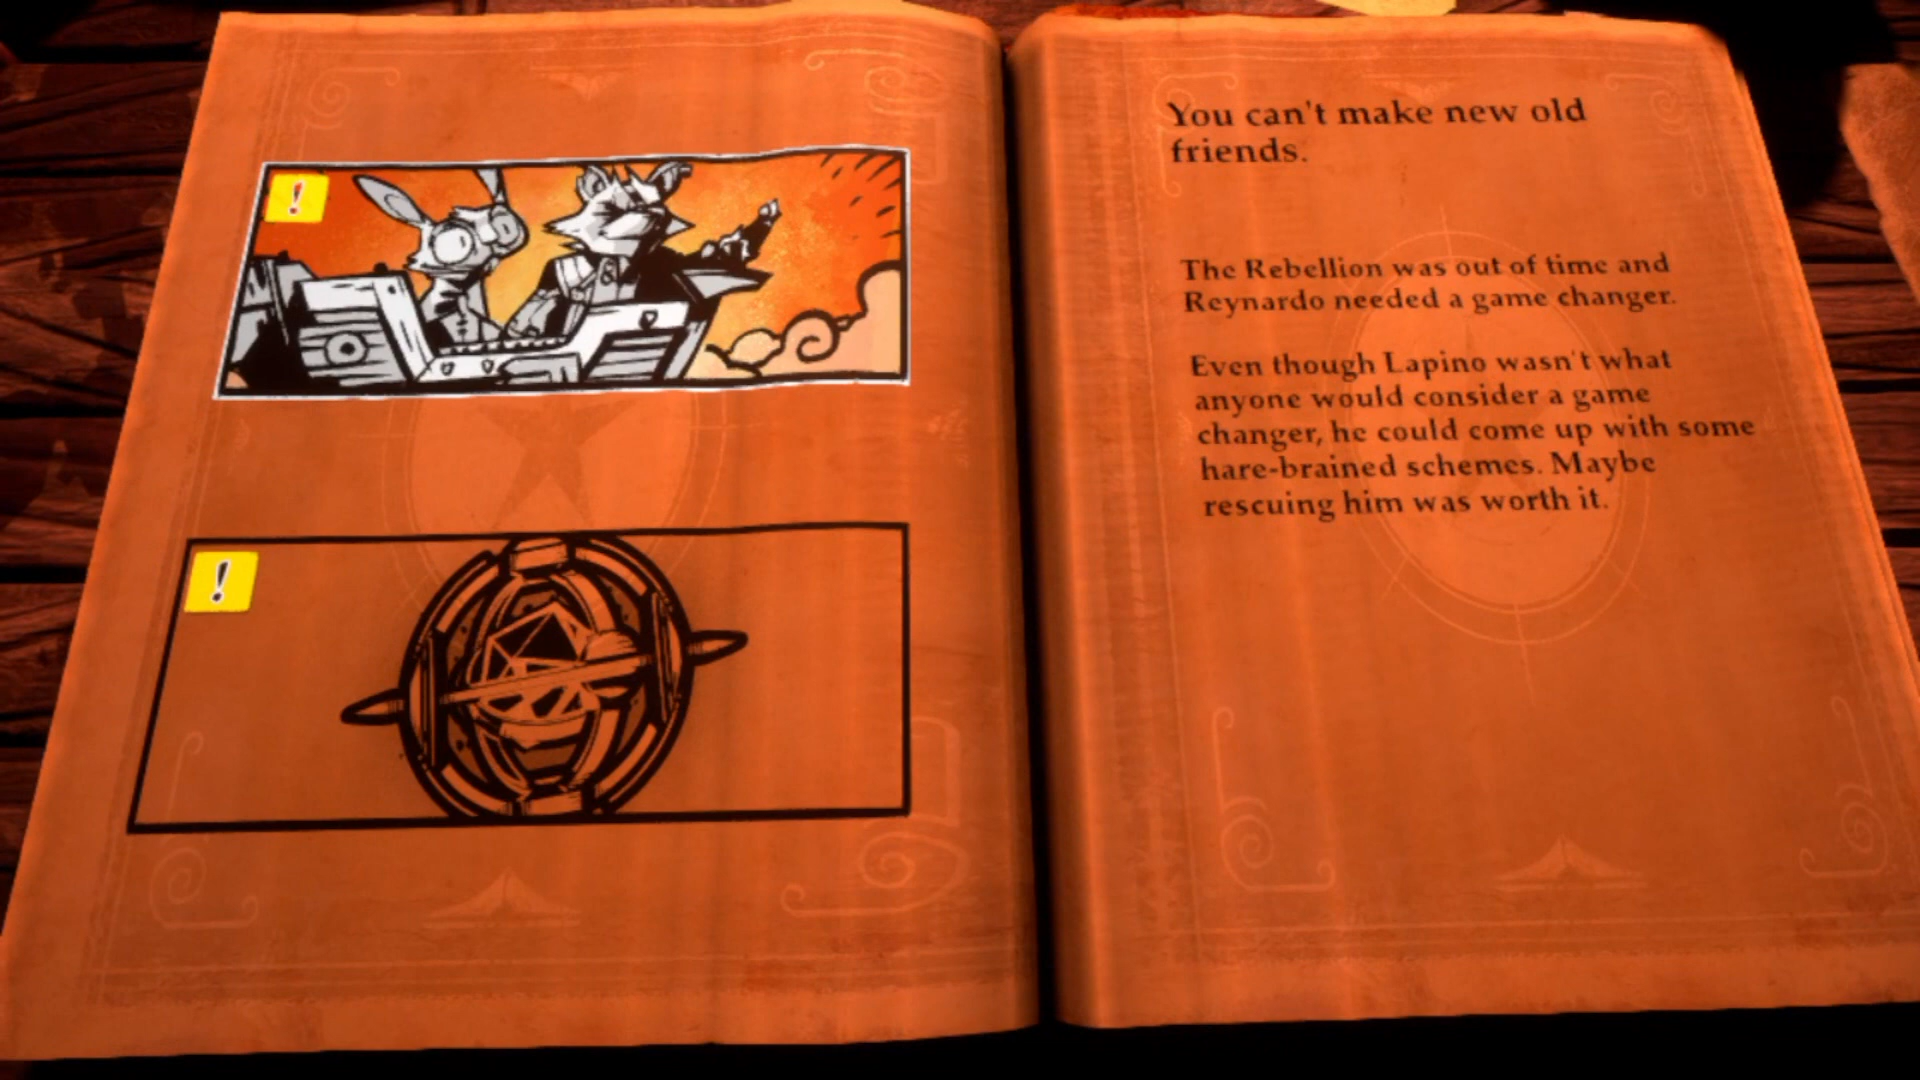 !
!
You can't make new old
friends.
The Rebellion was out of time and
Reynardo needed a game changer.
Even though Lapino wasn't what
anyone would consider a game
changer, he could come up with some
hare-brained schemes. Maybe
rescuing him was worth it.